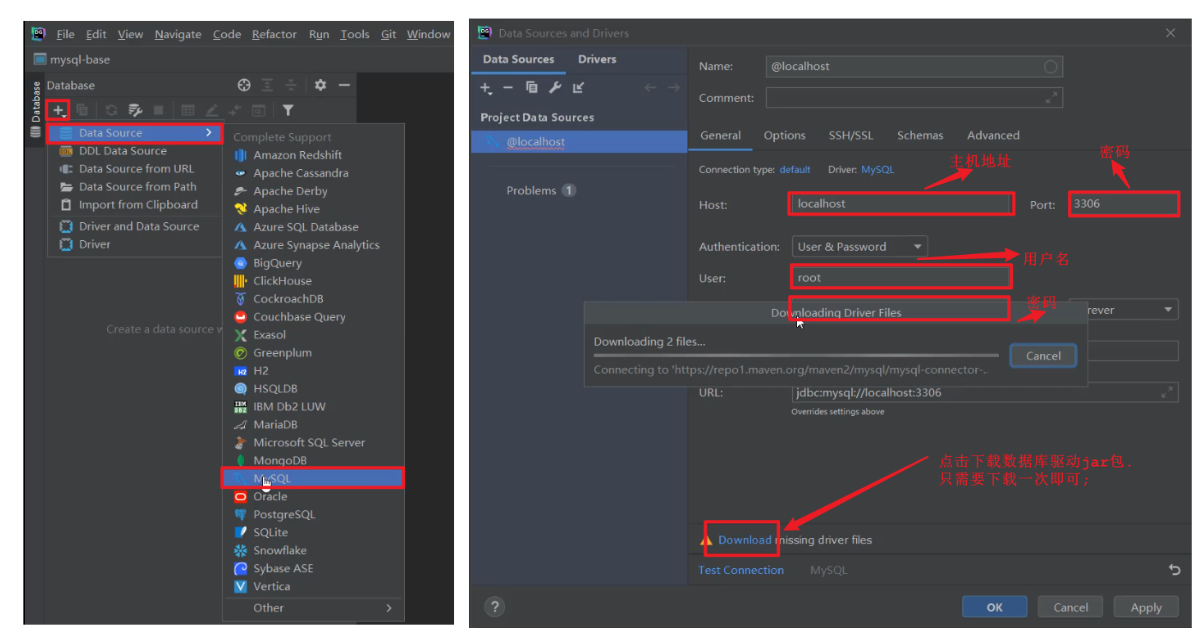 File Edit View Navigate Code Refactor Run Tools Git Window
mysql-base
Database
Database
Data Source
DDL Data Source
Data Source from URL
Data Source from Path
Import from Clipboard
Driver and Data Source
Driver
Create a data source
Complete Support
Amazon Redshift
Apache Cassandra
Apache Derby
Apache Hive
Azure SQL Database
Azure Synapse Analytics
BigQuery
ClickHouse
CockroachDB
Couchbase Query
Exasol
Greenplum
H2
HSQLDB
IBM Db2 LUW
MariaDB
Microsoft SQL Server
MongoDB
MySQL
Oracle
PostgreSQL
SQLite
Snowflake
Sybase ASE
Vertica
Other
Data Sources and Drivers
Data Sources Drivers
Project Data Sources
@localhost
Problems 1
Name: @localhost
Comment:
General Options SSH/SSL Schemas Advanced
主机地址
密码
Connection type: default Driver: MySQL
Host: localhost Port: 3306
Authentication: User & Password
用户名
User: root
密码
Downloading Driver Files
Downloading 2 files...
Connecting to 'https://repo1.maven.org/maven2/mysql/mysql-connector-..
Cancel
URL: jdbc:mysql://localhost:3306
Overrides settings above
点击下载数据库驱动jar包.
只需要下载一次即可;
Download missing driver files
Test Connection MySQL
?
OK Cancel Apply